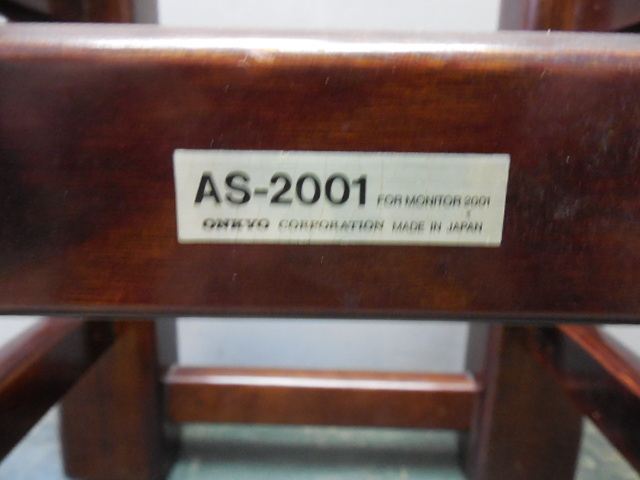 AS-2001 FOR MONITOR 2001
ONKYO CORPORATION MADE IN JAPAN